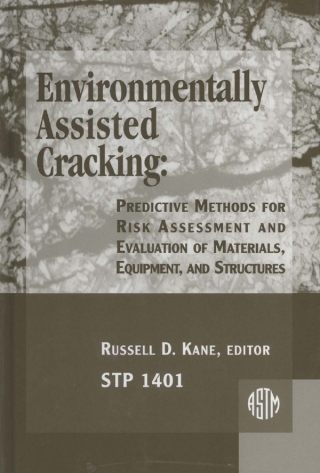 Environmentally
Assisted
Cracking:
PREDICTIVE METHODS FOR
RISK ASSESSMENT AND
EVALUATION OF MATERIALS,
EQUIPMENT, AND STRUCTURES
RUSSELL D. KANE, EDITOR
STP 1401
ASTM